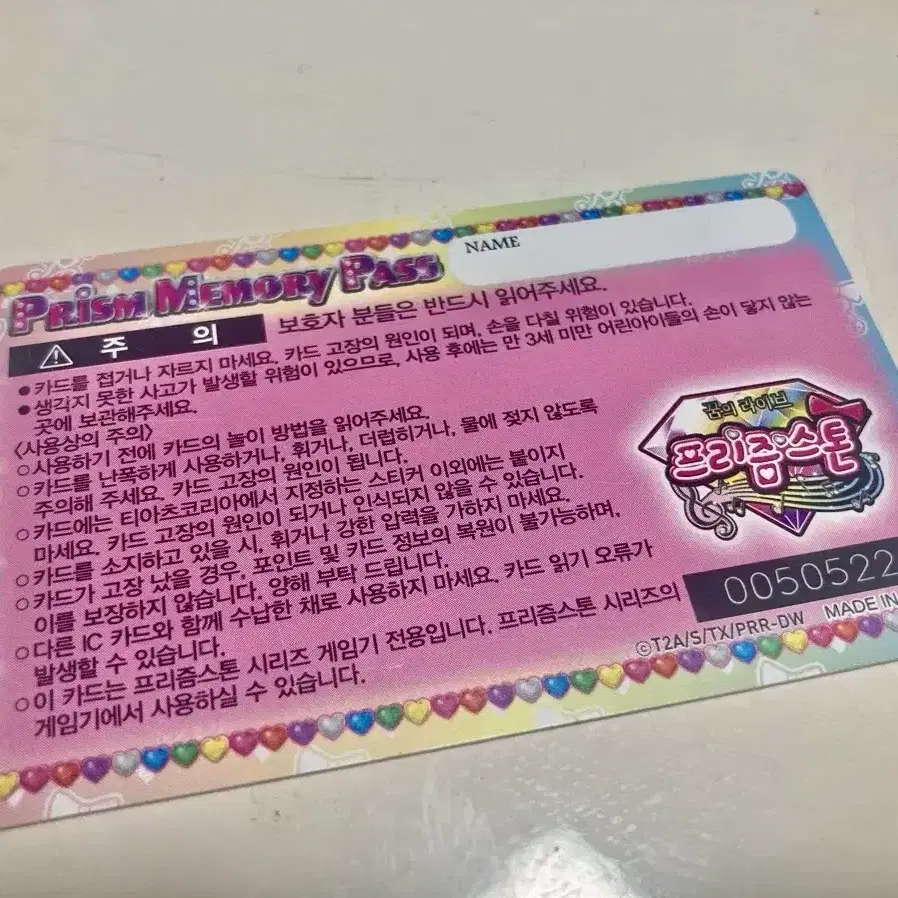 NAME
PRISM MEMORY PASS
주 의
보호자 분들은 반드시 읽어주세요.
●카드를 접거나 자르지 마세요. 카드 고장의 원인이 되며, 손을 다칠 위험이 있습니다.
●생각지 못한 사고가 발생할 위험이 있으므로, 사용 후에는 만 3세 미만 어린아이들의 손이 닿지 않는
곳에 보관해주세요.
〈사용상의 주의〉
○사용하기 전에 카드의 놀이 방법을 읽어주세요.
○카드를 난폭하게 사용하거나, 휘거나, 더럽히거나, 물에 젖지 않도록
주의해 주세요. 카드 고장의 원인이 됩니다.
○카드에는 티아츠코리아에서 지정하는 스티커 이외에는 붙이지
마세요. 카드 고장의 원인이 되거나 인식되지 않을 수 있습니다.
○카드를 소지하고 있을 시, 휘거나 강한 압력을 가하지 마세요.
○카드가 고장 났을 경우, 포인트 및 카드 정보의 복원이 불가능하며,
이를 보장하지 않습니다. 양해 부탁 드립니다.
○다른 IC 카드와 함께 수납한 채로 사용하지 마세요. 카드 읽기 오류가
발생할 수 있습니다.
○이 카드는 프리즘스톤 시리즈 게임기 전용입니다. 프리즘스톤 시리즈의
게임기에서 사용하실 수 있습니다.
꿈의 라이브
프리즘스톤
0050522
©T2A/S/TX/PRR-DW MADE IN